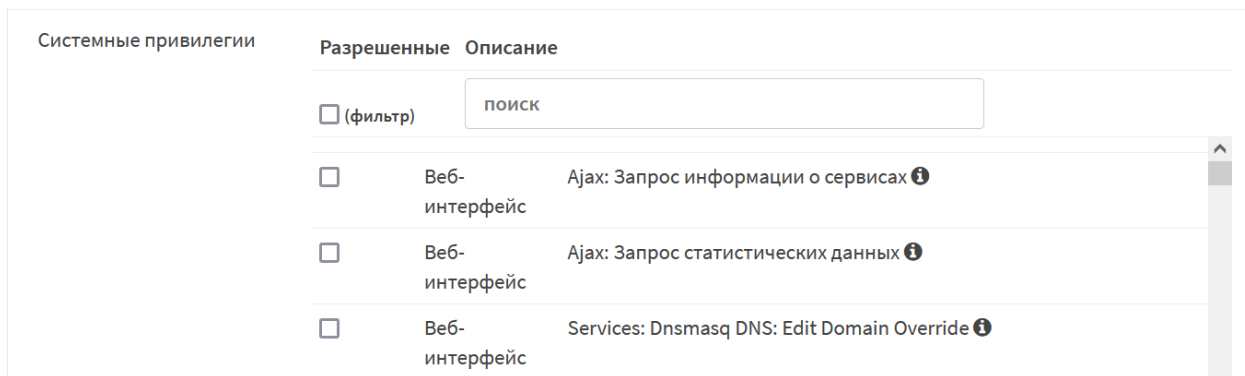 Системные привилегии
Разрешенные Описание
(фильтр) поиск
Веб-интерфейс Ajax: Запрос информации о сервисах
Веб-интерфейс Ajax: Запрос статистических данных
Веб-интерфейс Services: Dnsmasq DNS: Edit Domain Override